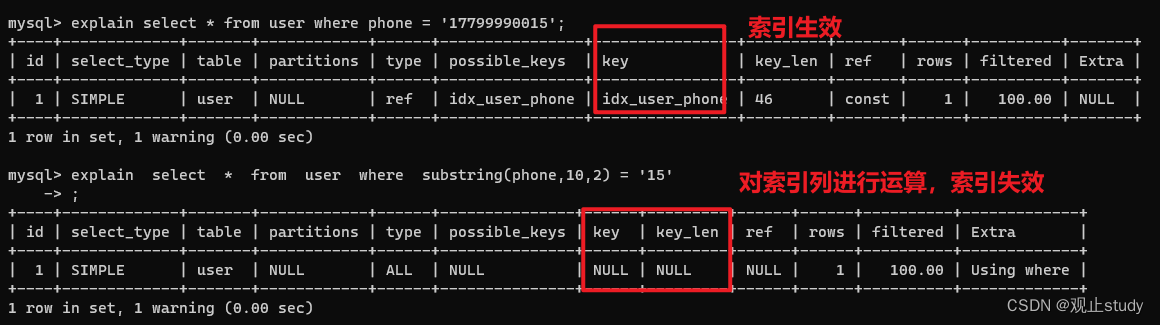 mysql> explain select * from user where phone = '17799990015';
索引生效
+----+-------------+-------+------------+------+----------------+----------------+---------+-------+------+----------+-------+
| id | select_type | table | partitions | type | possible_keys | key | key_len | ref | rows | filtered | Extra |
+----+-------------+-------+------------+------+----------------+----------------+---------+-------+------+----------+-------+
| 1 | SIMPLE | user | NULL | ref | idx_user_phone | idx_user_phone | 46 | const | 1 | 100.00 | NULL |
+----+-------------+-------+------------+------+----------------+----------------+---------+-------+------+----------+-------+
1 row in set, 1 warning (0.00 sec)
mysql> explain select * from user where substring(phone,10,2) = '15'
-> ;
对索引列进行运算，索引失效
+----+-------------+-------+------------+------+---------------+------+---------+------+------+----------+-------------+
| id | select_type | table | partitions | type | possible_keys | key | key_len | ref | rows | filtered | Extra |
+----+-------------+-------+------------+------+---------------+------+---------+------+------+----------+-------------+
| 1 | SIMPLE | user | NULL | ALL | NULL | NULL | NULL | NULL | 1 | 100.00 | Using where |
+----+-------------+-------+------------+------+---------------+------+---------+------+------+----------+-------------+
1 row in set, 1 warning (0.00 sec)
CSDN @观止study